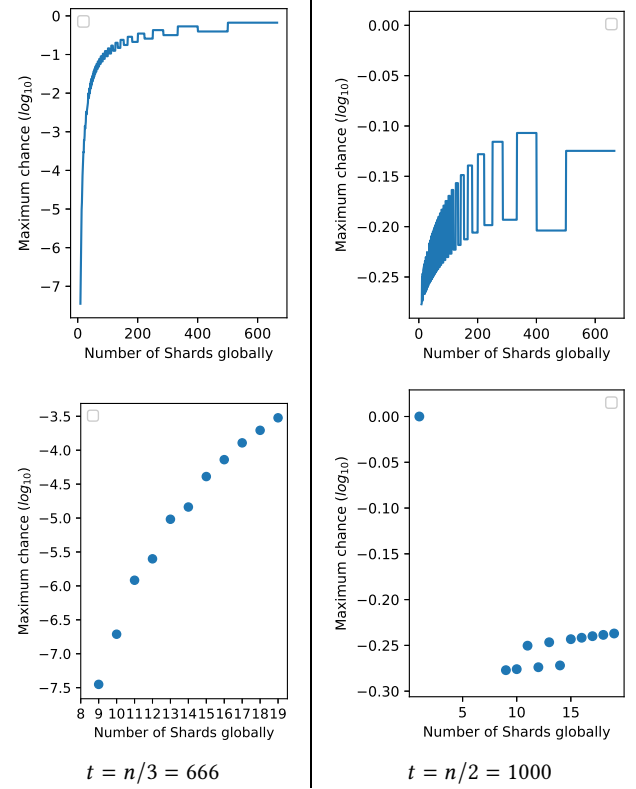 0
−1
−2
−3
−4
−5
−6
−7
0 200 400 600
Maximum chance (log10)
Number of Shards globally
0.00
−0.05
−0.10
−0.15
−0.20
−0.25
0 200 400 600
Maximum chance (log10)
Number of Shards globally
−3.5
−4.0
−4.5
−5.0
−5.5
−6.0
−6.5
−7.0
−7.5
8 9 10 11 12 13 14 15 16 17 18 19
Maximum chance (log10)
Number of Shards globally
t = n/3 = 666
0.00
−0.05
−0.10
−0.15
−0.20
−0.25
−0.30
5 10 15
Maximum chance (log10)
Number of Shards globally
t = n/2 = 1000